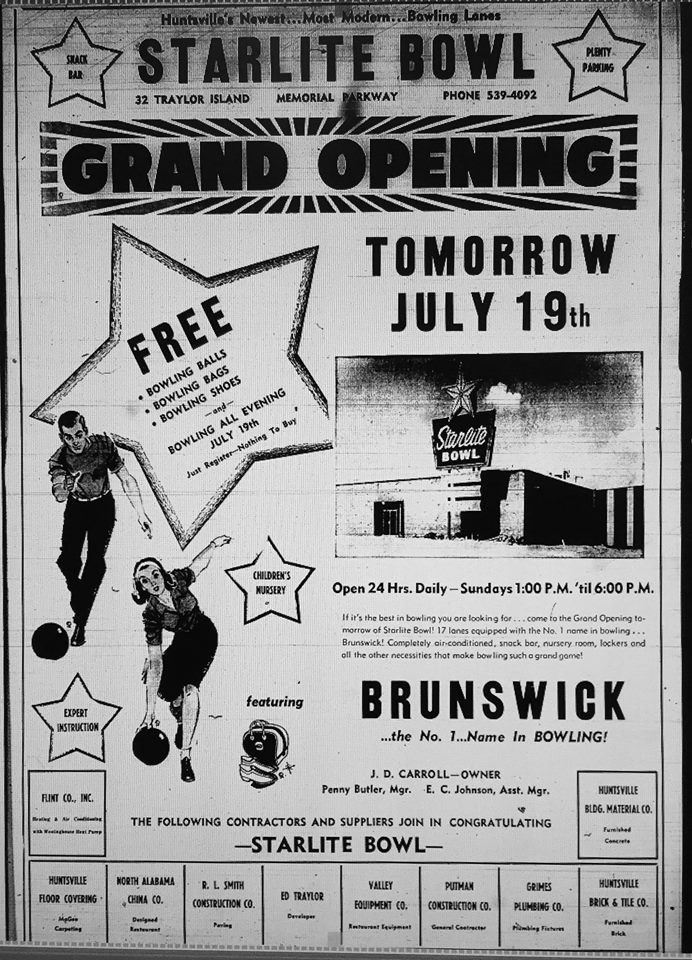 Huntsville's Newest...Most Modern...Bowling Lanes
SNACK
BAR
STARLITE BOWL
PLENTY
PARKING
32 TRAYLOR ISLAND MEMORIAL PARKWAY PHONE 539-4092
GRAND OPENING
TOMORROW
JULY 19th
FREE
• BOWLING BALLS
• BOWLING BAGS
• BOWLING SHOES
—and—
BOWLING ALL EVENING
JULY 19th
Just Register—Nothing To Buy
Starlite
BOWL
CHILDREN'S
NURSERY
Open 24 Hrs. Daily — Sundays 1:00 P.M. 'til 6:00 P.M.
If it's the best in bowling you are looking for . . . come to the Grand Opening to-
morrow of Starlite Bowl! 17 lanes equipped with the No. 1 name in bowling . . .
Brunswick! Completely air-conditioned, snack bar, nursery room, lockers and
all the other necessities that make bowling such a grand game!
EXPERT
INSTRUCTION
featuring
BRUNSWICK
...the No. 1...Name In BOWLING!
J. D. CARROLL—OWNER
Penny Butler, Mgr. E. C. Johnson, Asst. Mgr.
FLINT CO., INC.
Heating & Air Conditioning
with Westinghouse Heat Pump
HUNTSVILLE
BLDG. MATERIAL CO.
Furnished
Concrete
THE FOLLOWING CONTRACTORS AND SUPPLIERS JOIN IN CONGRATULATING
—STARLITE BOWL—
HUNTSVILLE
FLOOR COVERING
McGee
Carpeting
NORTH ALABAMA
CHINA CO.
Designed
Restaurant
R. L. SMITH
CONSTRUCTION CO.
Paving
ED TRAYLOR
Developer
VALLEY
EQUIPMENT CO.
Restaurant Equipment
PUTMAN
CONSTRUCTION CO.
General Contractor
GRIMES
PLUMBING CO.
Plumbing Fixtures
HUNTSVILLE
BRICK & TILE CO.
Furnished
Brick